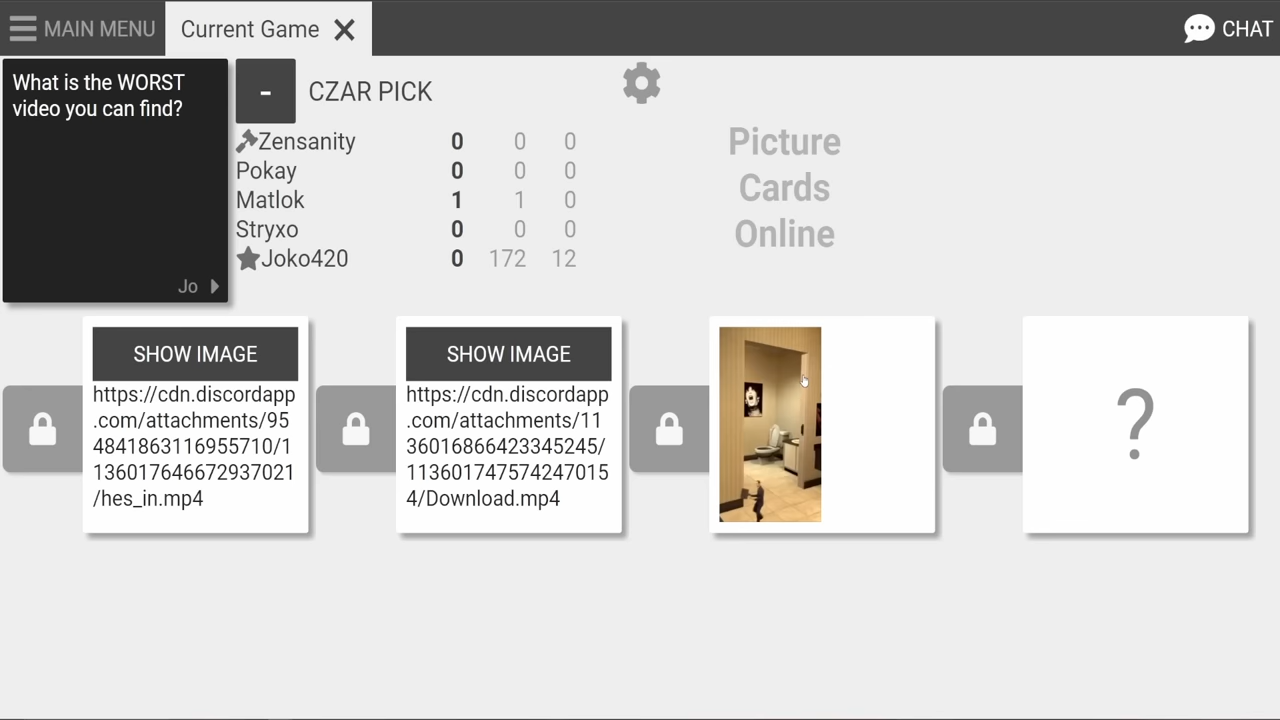 MAIN MENU
Current Game
CHAT
What is the WORST
video you can find?
Jo
-
CZAR PICK
Zensanity 0 0 0
Pokay 0 0 0
Matlok 1 1 0
Stryxo 0 0 0
Joko420 0 172 12
Picture
Cards
Online
SHOW IMAGE
https://cdn.discordapp
.com/attachments/95
4841863116955710/1
136017646672937021
/hes_in.mp4
SHOW IMAGE
https://cdn.discordapp
.com/attachments/11
36016866423345245/
113601747574247015
4/Download.mp4
?